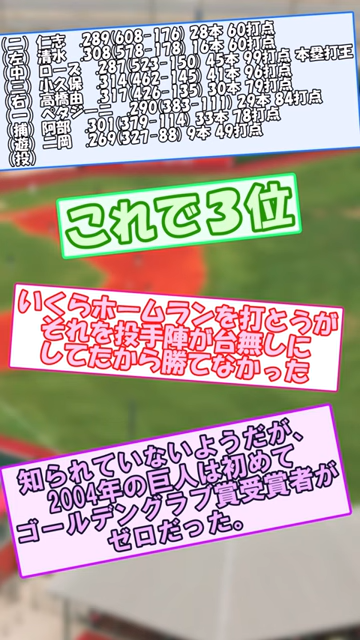 (二) 仁志 .289(608-176) 28本 60打点
(左) 清水 .308(578-178) 16本 60打点
(中) ローズ .287(523-150) 45本 99打点 本塁打王
(三) 小久保 .314(462-145) 41本 96打点
(右) 高橋由 .317(426-135) 30本 79打点
(一) ペタジーニ .290(383-111) 29本 84打点
(捕) 阿部 .301(379-114) 33本 78打点
(遊) 二岡 .269(327-88) 9本 49打点
(投)
これで３位
いくらホームランを打とうが
それを投手陣が台無しに
してたから勝てなかった
知られていないようだが、
2004年の巨人は初めて
ゴールデングラブ賞受賞者が
ゼロだった。